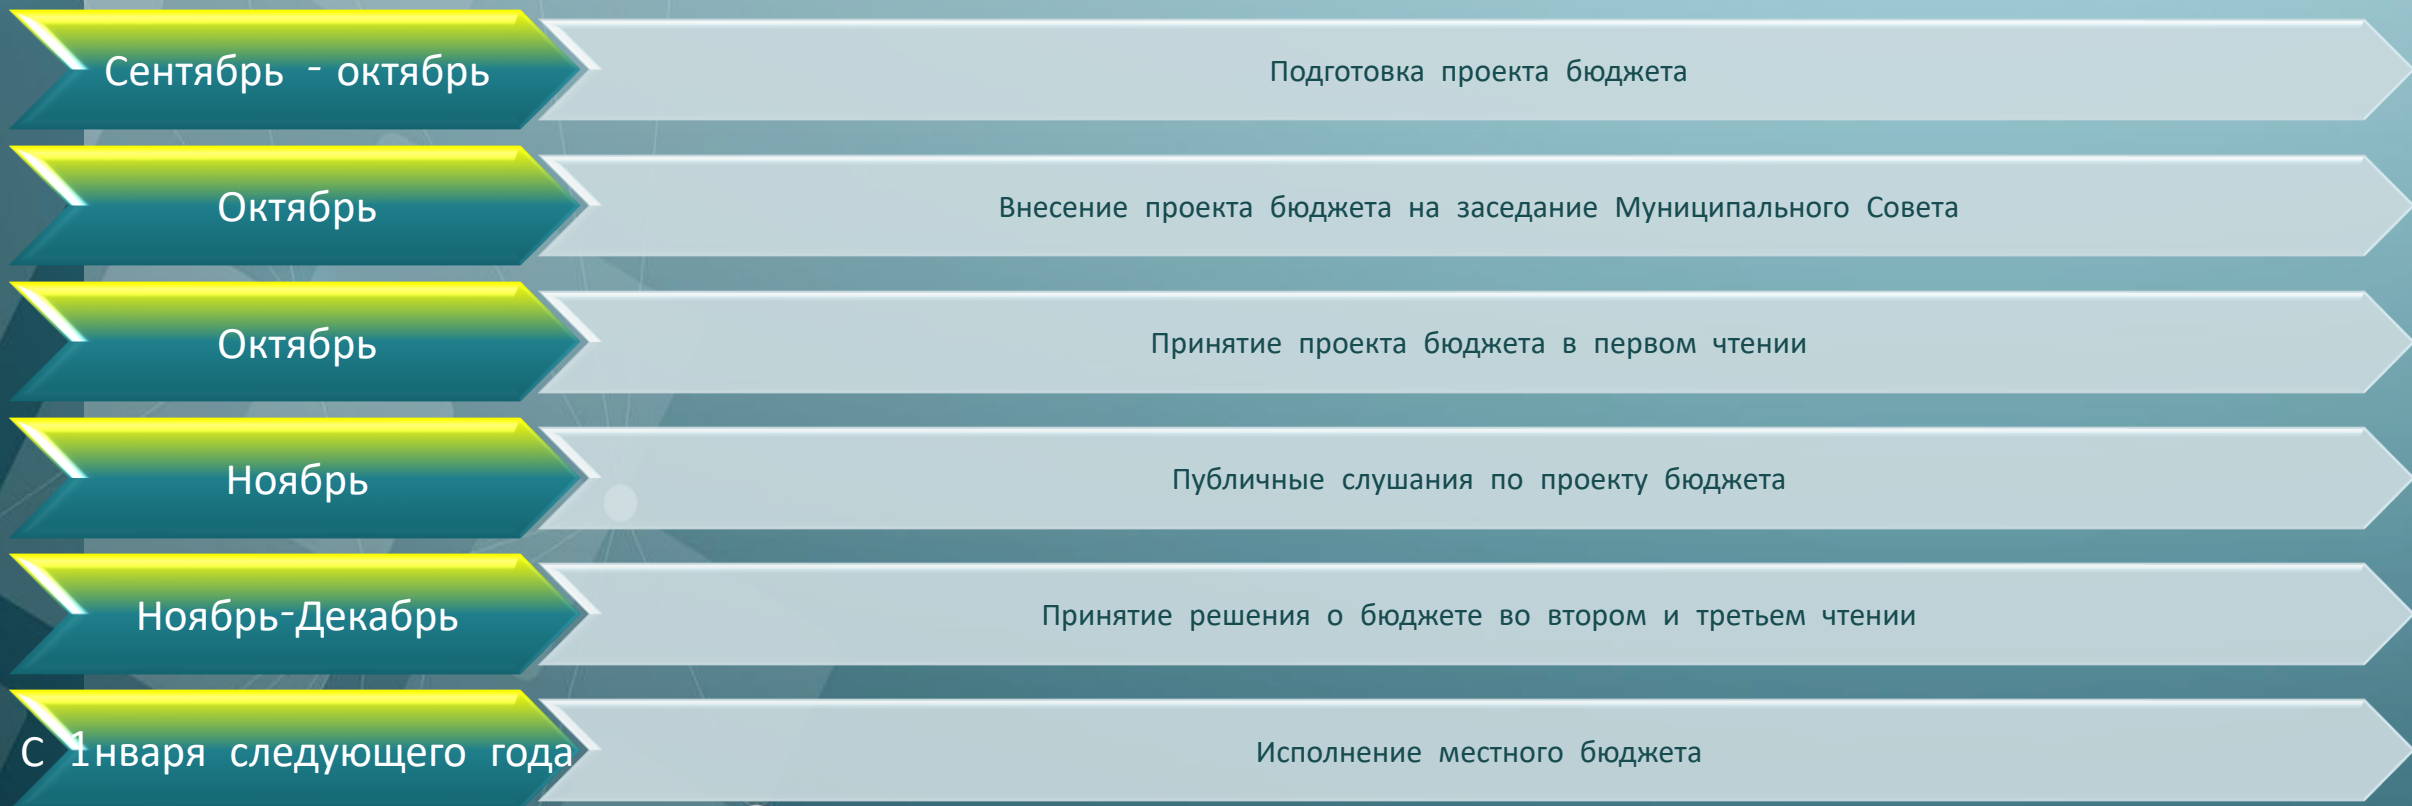 Сентябрь - октябрь
Подготовка проекта бюджета
Октябрь
Внесение проекта бюджета на заседание Муниципального Совета
Октябрь
Принятие проекта бюджета в первом чтении
Ноябрь
Публичные слушания по проекту бюджета
Ноябрь-Декабрь
Принятие решения о бюджете во втором и третьем чтении
С 1нваря следующего года
Исполнение местного бюджета